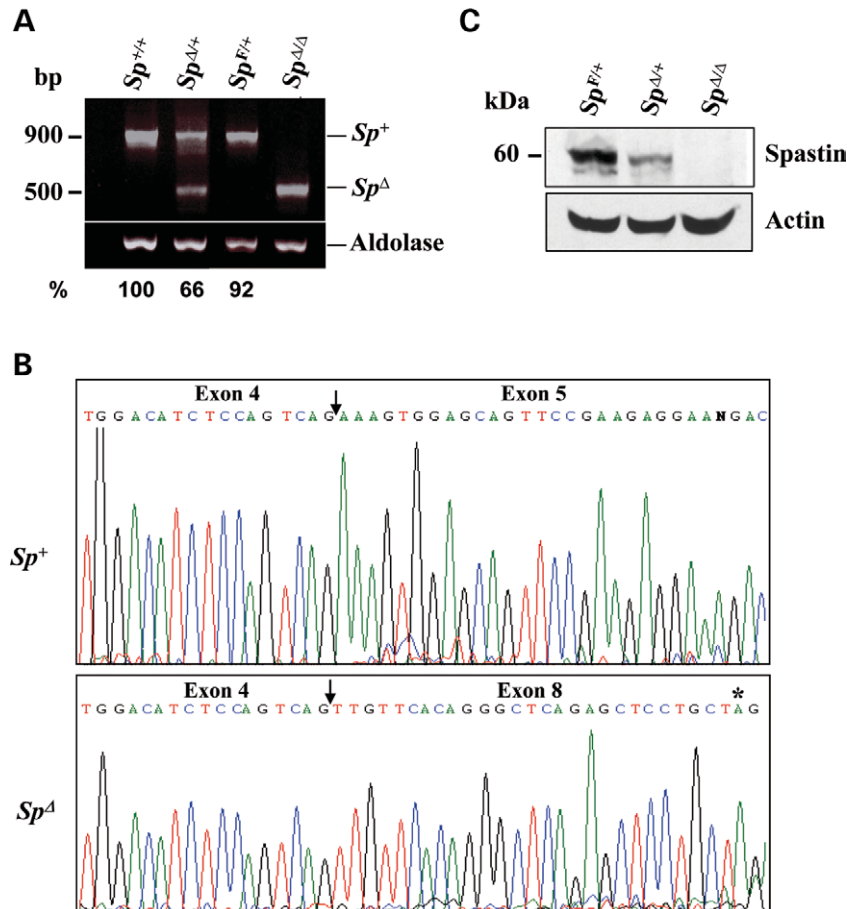 A
Sp+/+ SpΔ/+ SpF/+ SpΔ/Δ
bp
900
500
Sp+
SpΔ
Aldolase
% 100 66 92
C
SpF/+ SpΔ/+ SpΔ/Δ
kDa
60
Spastin
Actin
B
Exon 4 Exon 5
TGGACATCTCCAGTCAGAAAGTGGAGCAGTTCCGAAGAGGAANGAC
Sp+
Exon 4 Exon 8
*
TGGACATCTCCAGTCAGTTGTTCACAGGGCTCAGAGCTCCTGCTAG
SpΔ